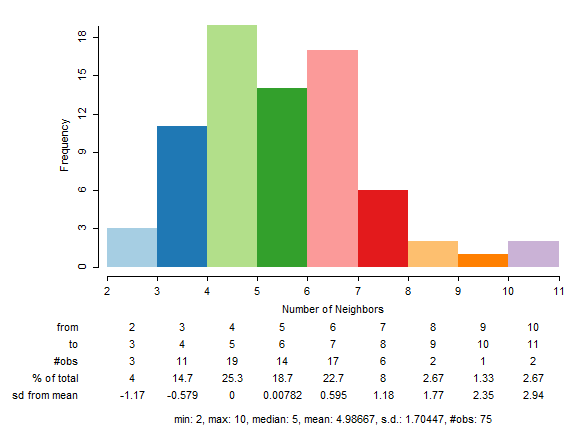 18
15
12
9
6
3
0
Frequency
2 3 4 5 6 7 8 9 10 11
Number of Neighbors
from 2 3 4 5 6 7 8 9 10
to 3 4 5 6 7 8 9 10 11
#obs 3 11 19 14 17 6 2 1 2
% of total 4 14.7 25.3 18.7 22.7 8 2.67 1.33 2.67
sd from mean -1.17 -0.579 0 0.00782 0.595 1.18 1.77 2.35 2.94
min: 2, max: 10, median: 5, mean: 4.98667, s.d.: 1.70447, #obs: 75